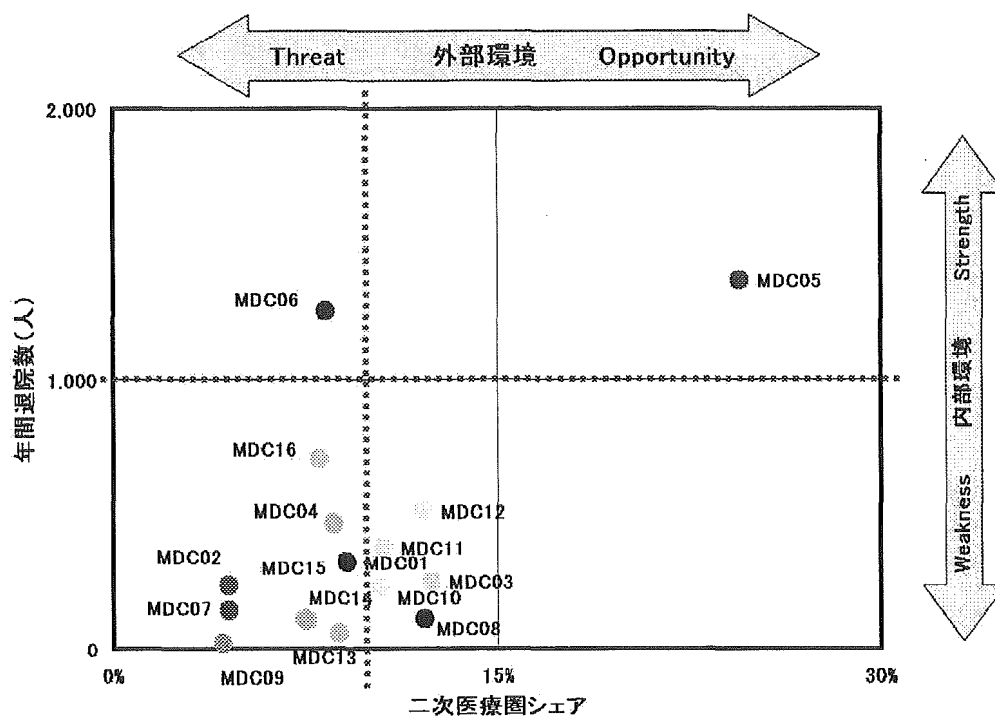 Threat 外部環境 Opportunity
2,000
1,000
0
年間退院数(人)
MDC05
MDC06
MDC16
MDC04
MDC12
MDC11
MDC02
MDC15
MDC01
MDC03
MDC07
MDC14
MDC10
MDC08
MDC13
MDC09
0%
15%
30%
二次医療圏シェア
Strength
内部環境
Weakness